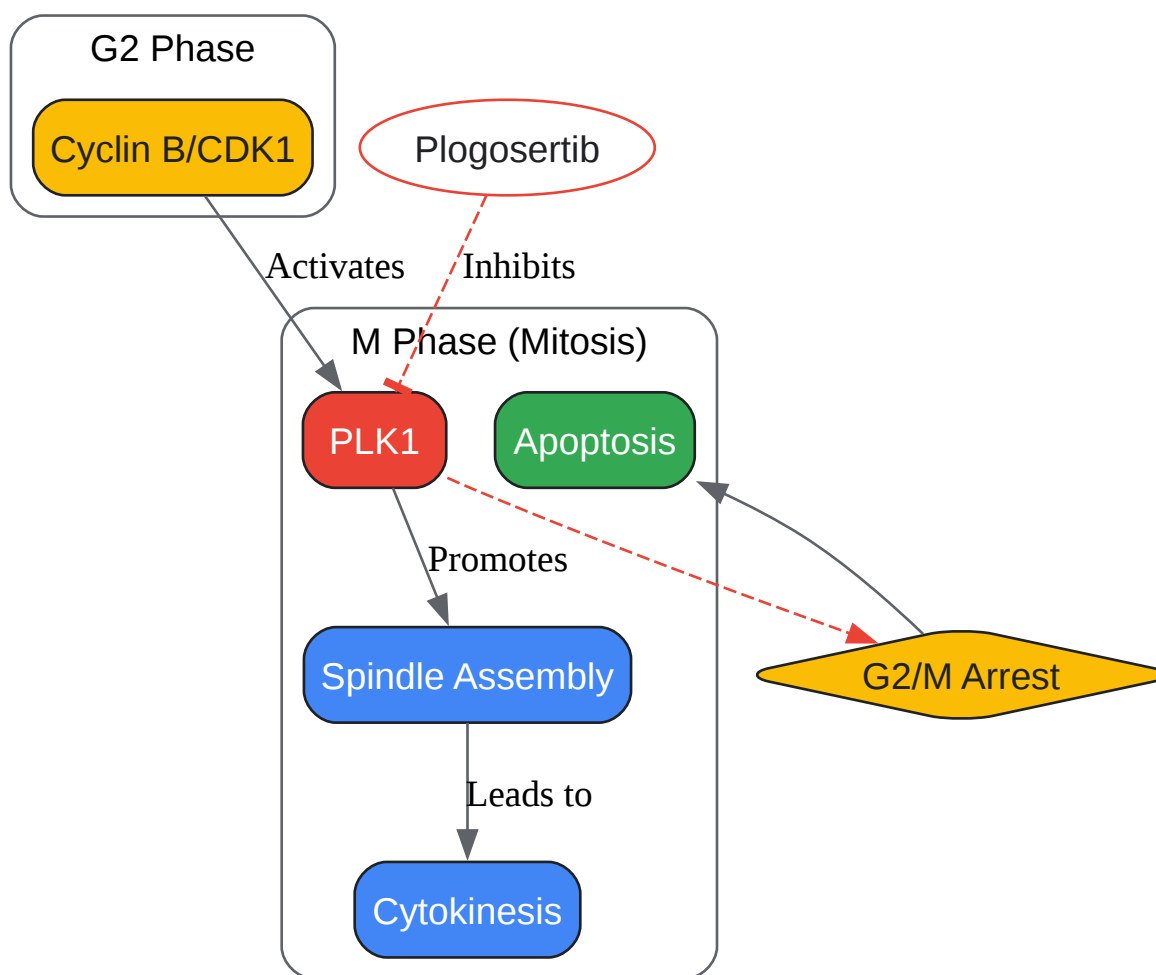 G2 Phase
Cyclin B/CDK1
Plogosertib
Activates
Inhibits
M Phase (Mitosis)
PLK1
Apoptosis
Promotes
Spindle Assembly
G2/M Arrest
Leads to
Cytokinesis